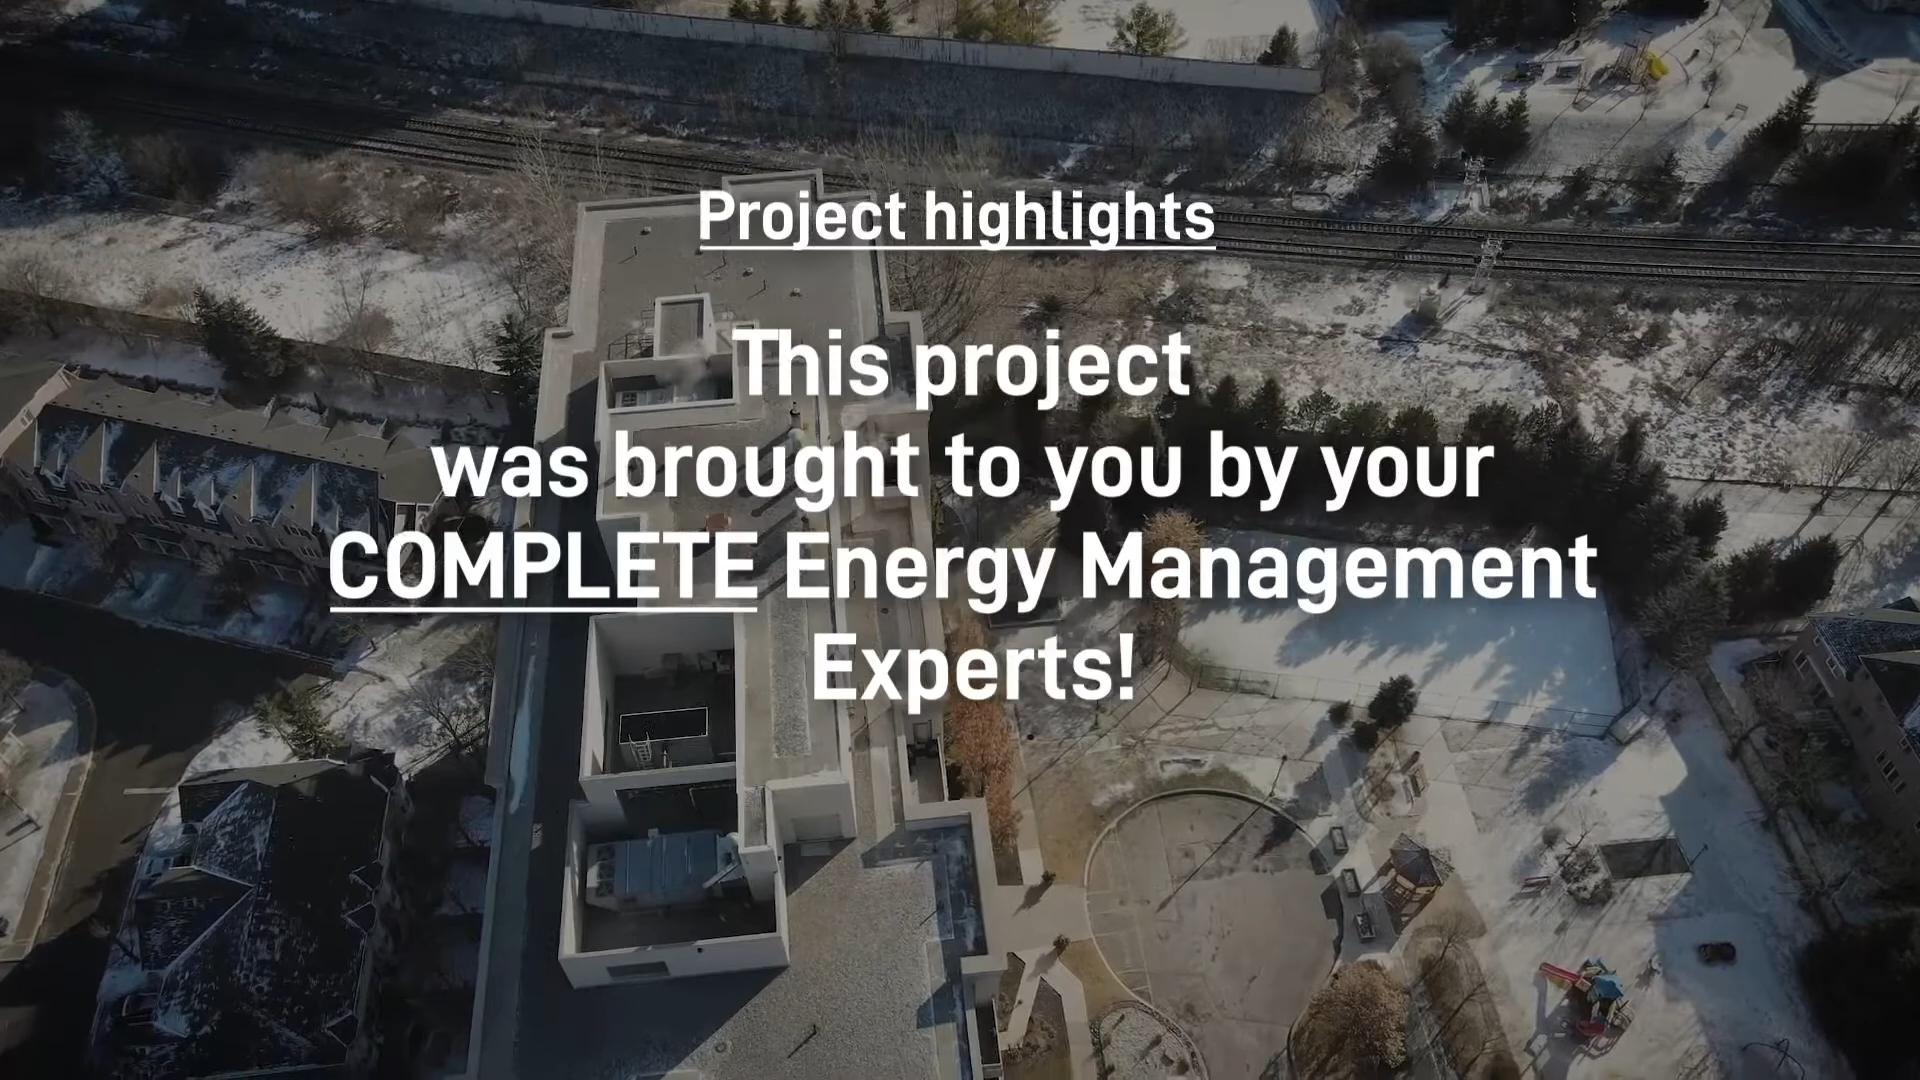 Project highlights
This project
was brought to you by your
COMPLETE Energy Management
Experts!